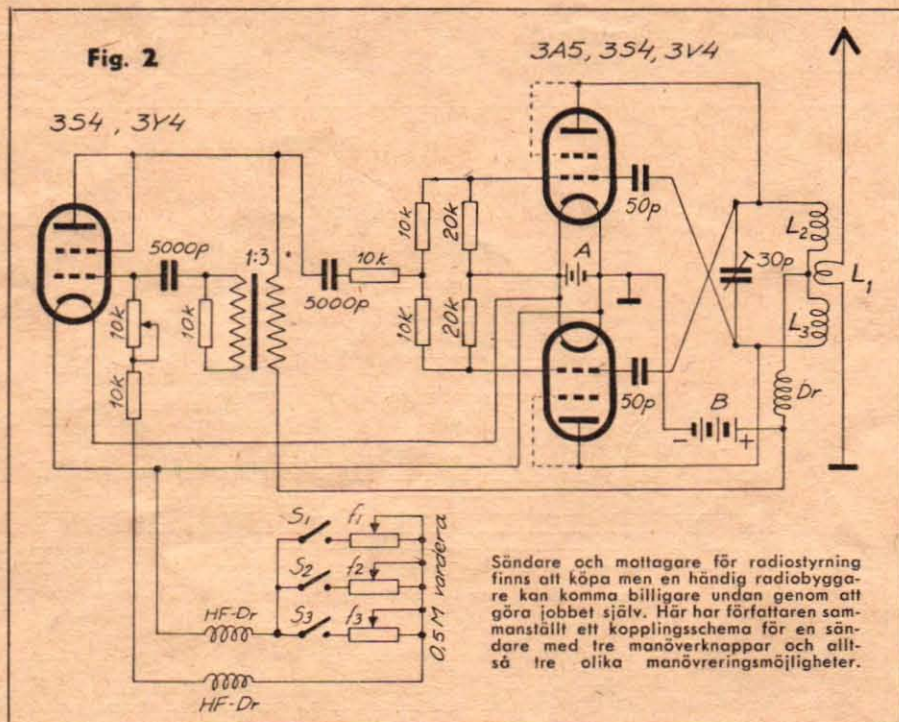 Fig. 2
3A5, 3S4, 3V4
3S4, 3Y4
5000p
1:3
10k
10k
10k
5000p
10k
10k
10k
20k
20k
A
50p
50p
30p
L2
L1
L3
Dr
B
- +
S1 f1
S2 f2
S3 f3
0,5M vardera
HF-Dr
HF-Dr
Sändare och mottagare för radiostyrning
finns att köpa men en händig radiobygga-
re kan komma billigare undan genom att
göra jobbet själv. Här har författaren sam-
manställt ett kopplingsschema för en sän-
dare med tre manöverknappar och allt-
så tre olika manövreringsmöjligheter.